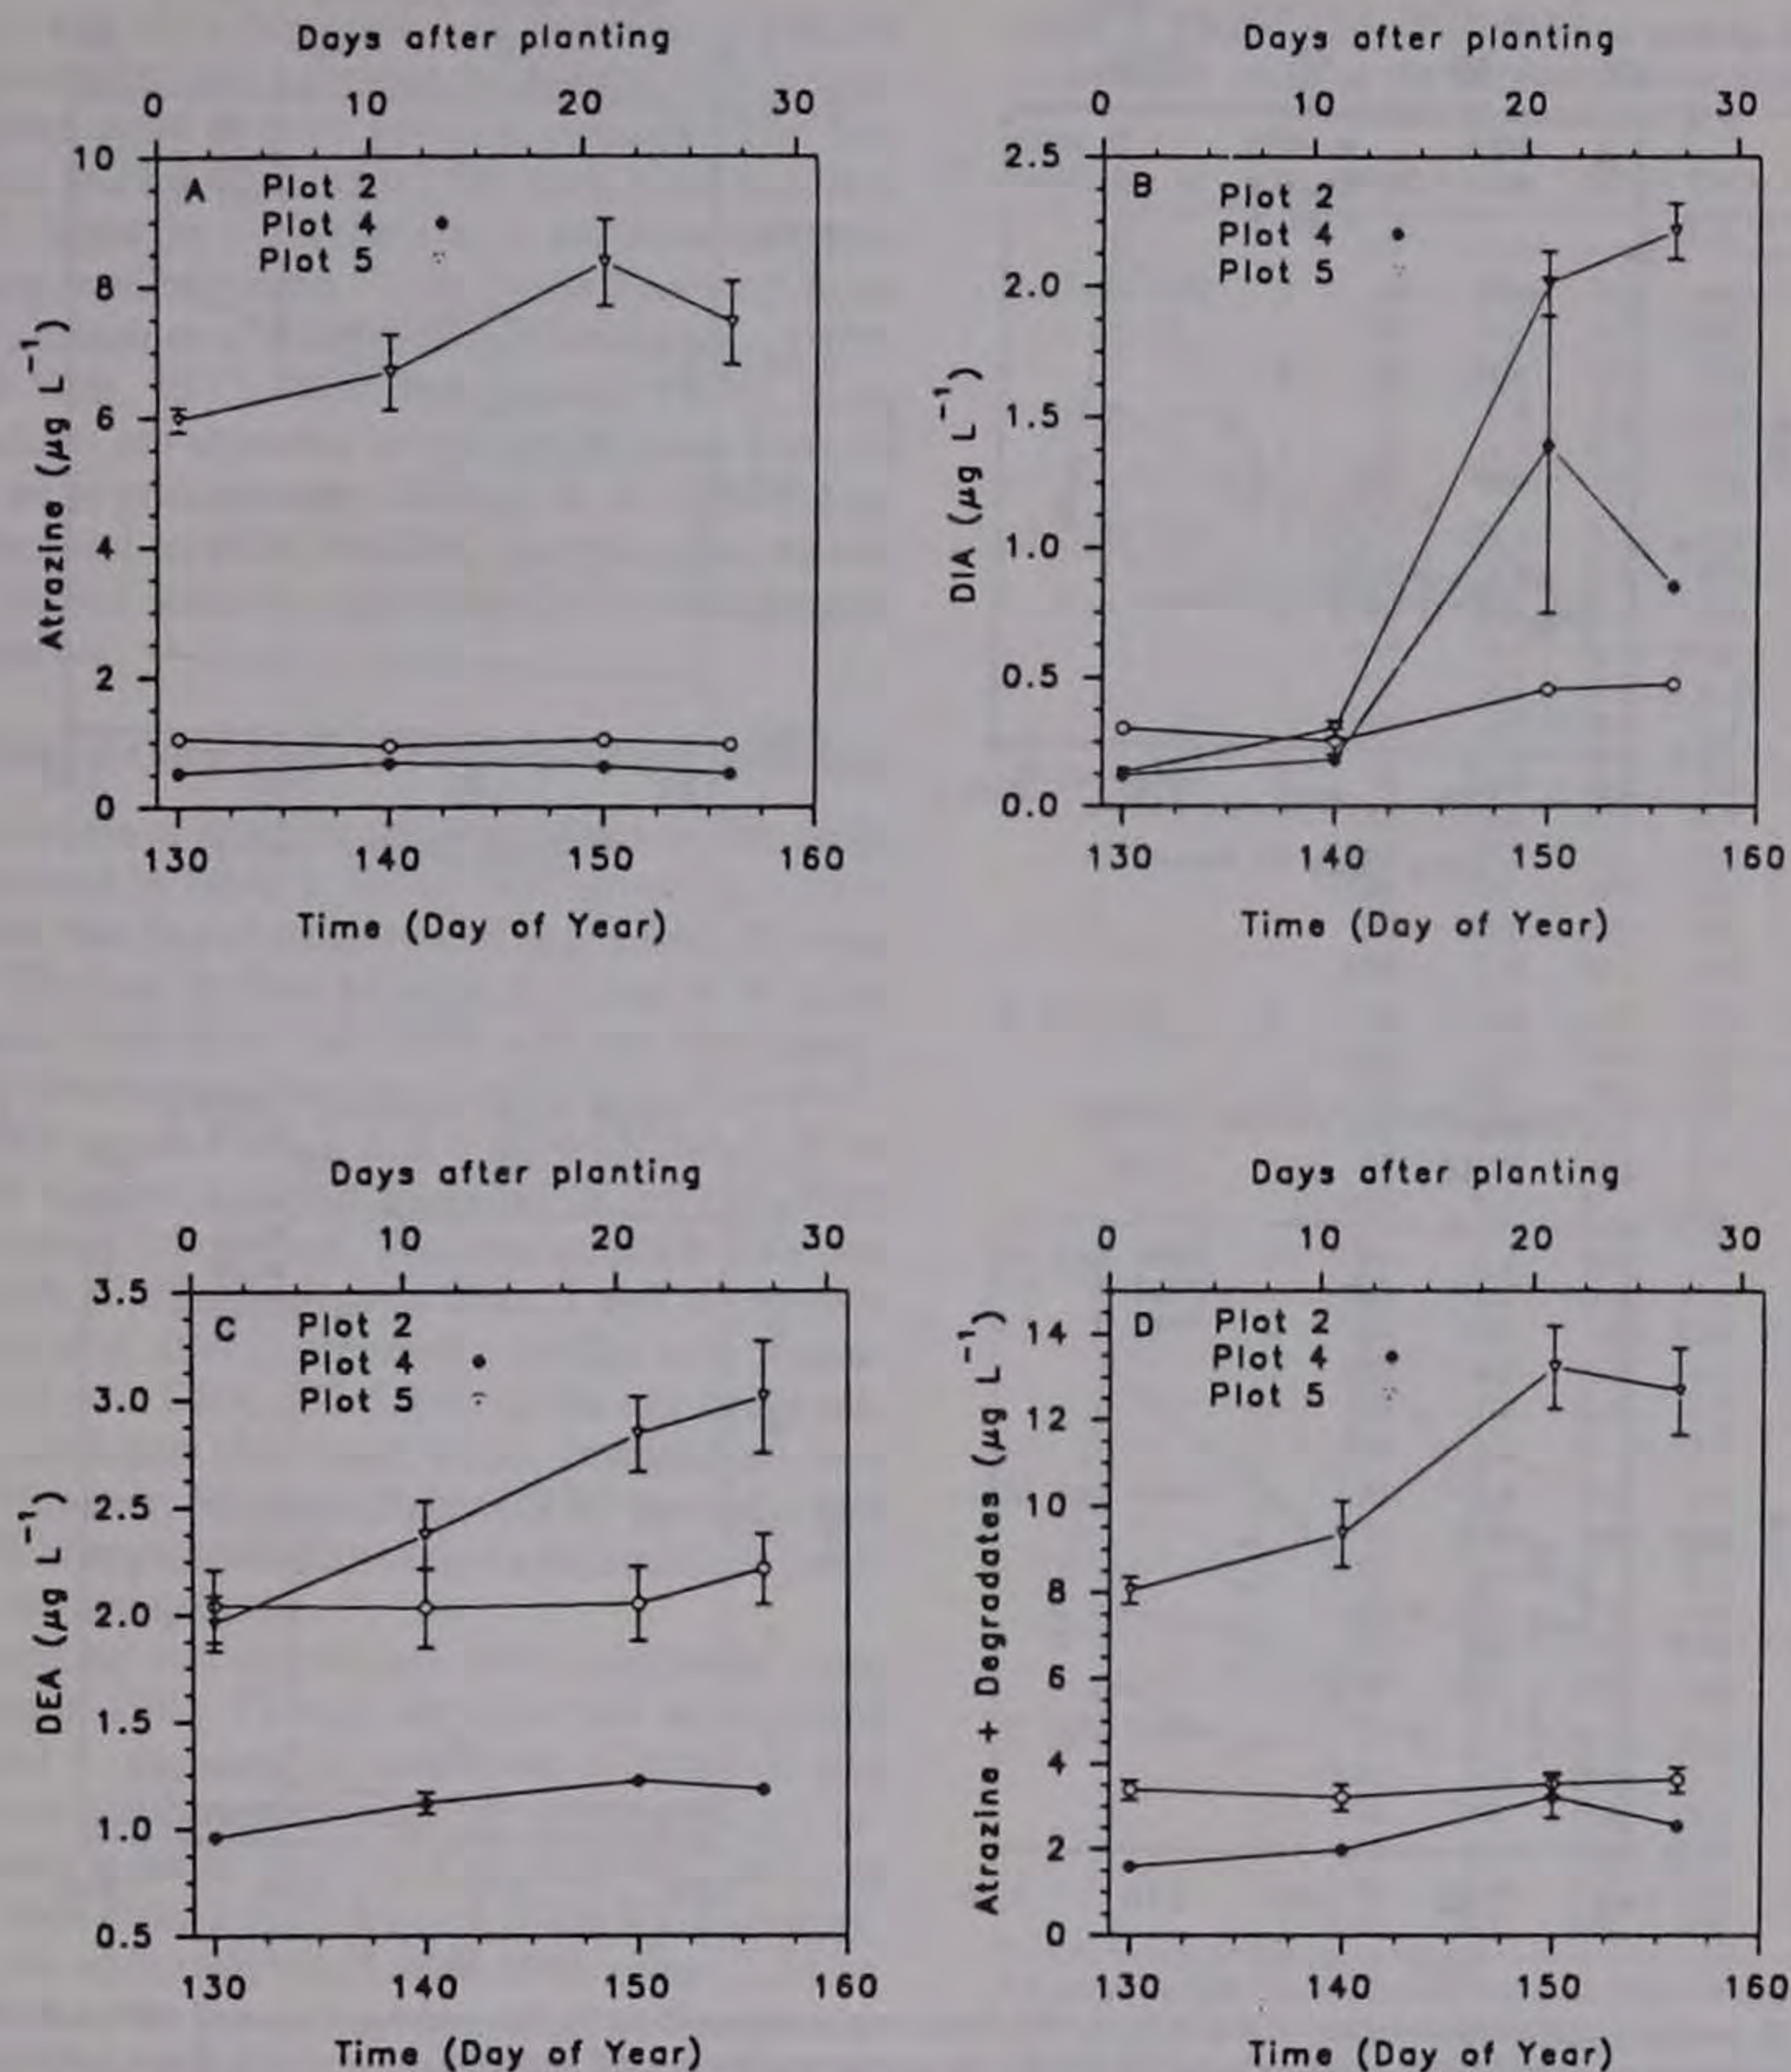 Days after planting
0 10 20 30
10
8
6
4
2
0
Atrazine (μg L⁻¹)
A
Plot 2
Plot 4
Plot 5
130 140 150 160
Time (Day of Year)
Days after planting
0 10 20 30
2.5
2.0
1.5
1.0
0.5
0.0
DIA (μg L⁻¹)
B
Plot 2
Plot 4
Plot 5
130 140 150 160
Time (Day of Year)
Days after planting
0 10 20 30
3.5
3.0
2.5
2.0
1.5
1.0
0.5
DEA (μg L⁻¹)
C
Plot 2
Plot 4
Plot 5
130 140 150 160
Time (Day of Year)
Days after planting
0 10 20 30
14
12
10
8
6
4
2
0
Atrazine + Degradates (μg L⁻¹)
D
Plot 2
Plot 4
Plot 5
130 140 150 160
Time (Day of Year)